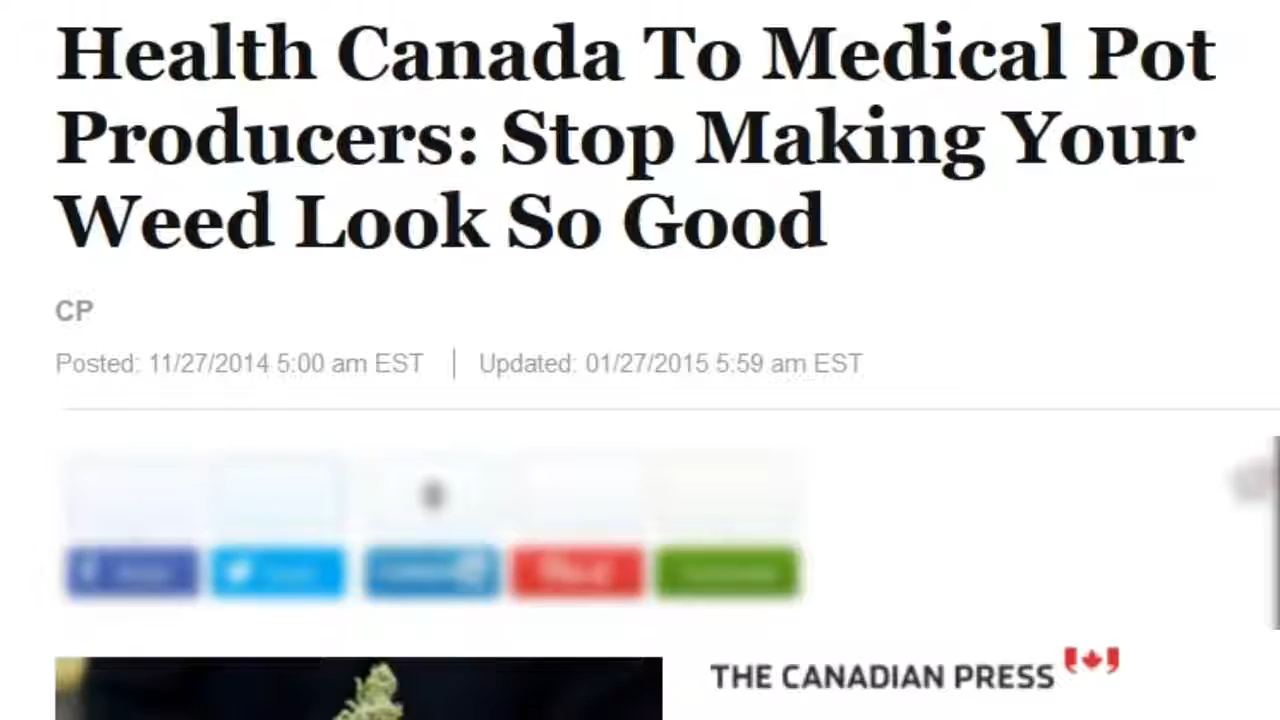 Health Canada To Medical Pot
Producers: Stop Making Your
Weed Look So Good
CP
Posted: 11/27/2014 5:00 am EST | Updated: 01/27/2015 5:59 am EST
THE CANADIAN PRESS